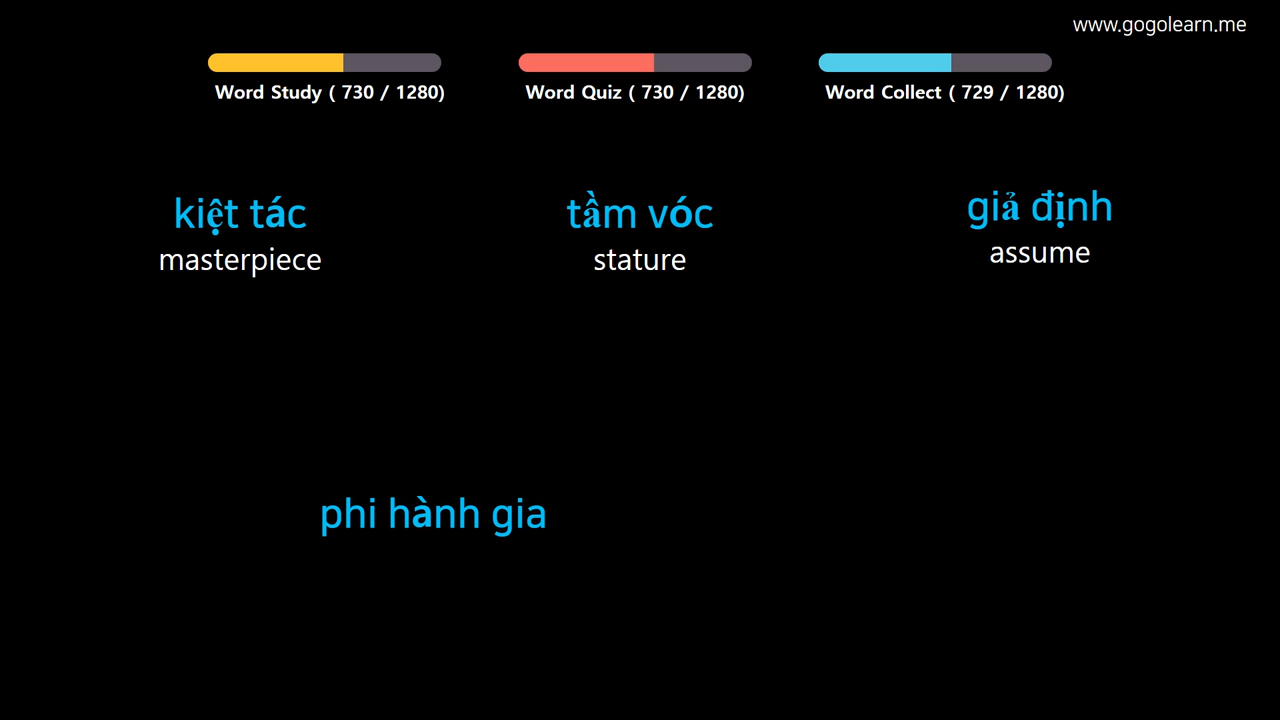 www.gogolearn.me
Word Study ( 730 / 1280)
Word Quiz ( 730 / 1280)
Word Collect ( 729 / 1280)
kiệt tác
masterpiece
tầm vóc
stature
giả định
assume
phi hành gia